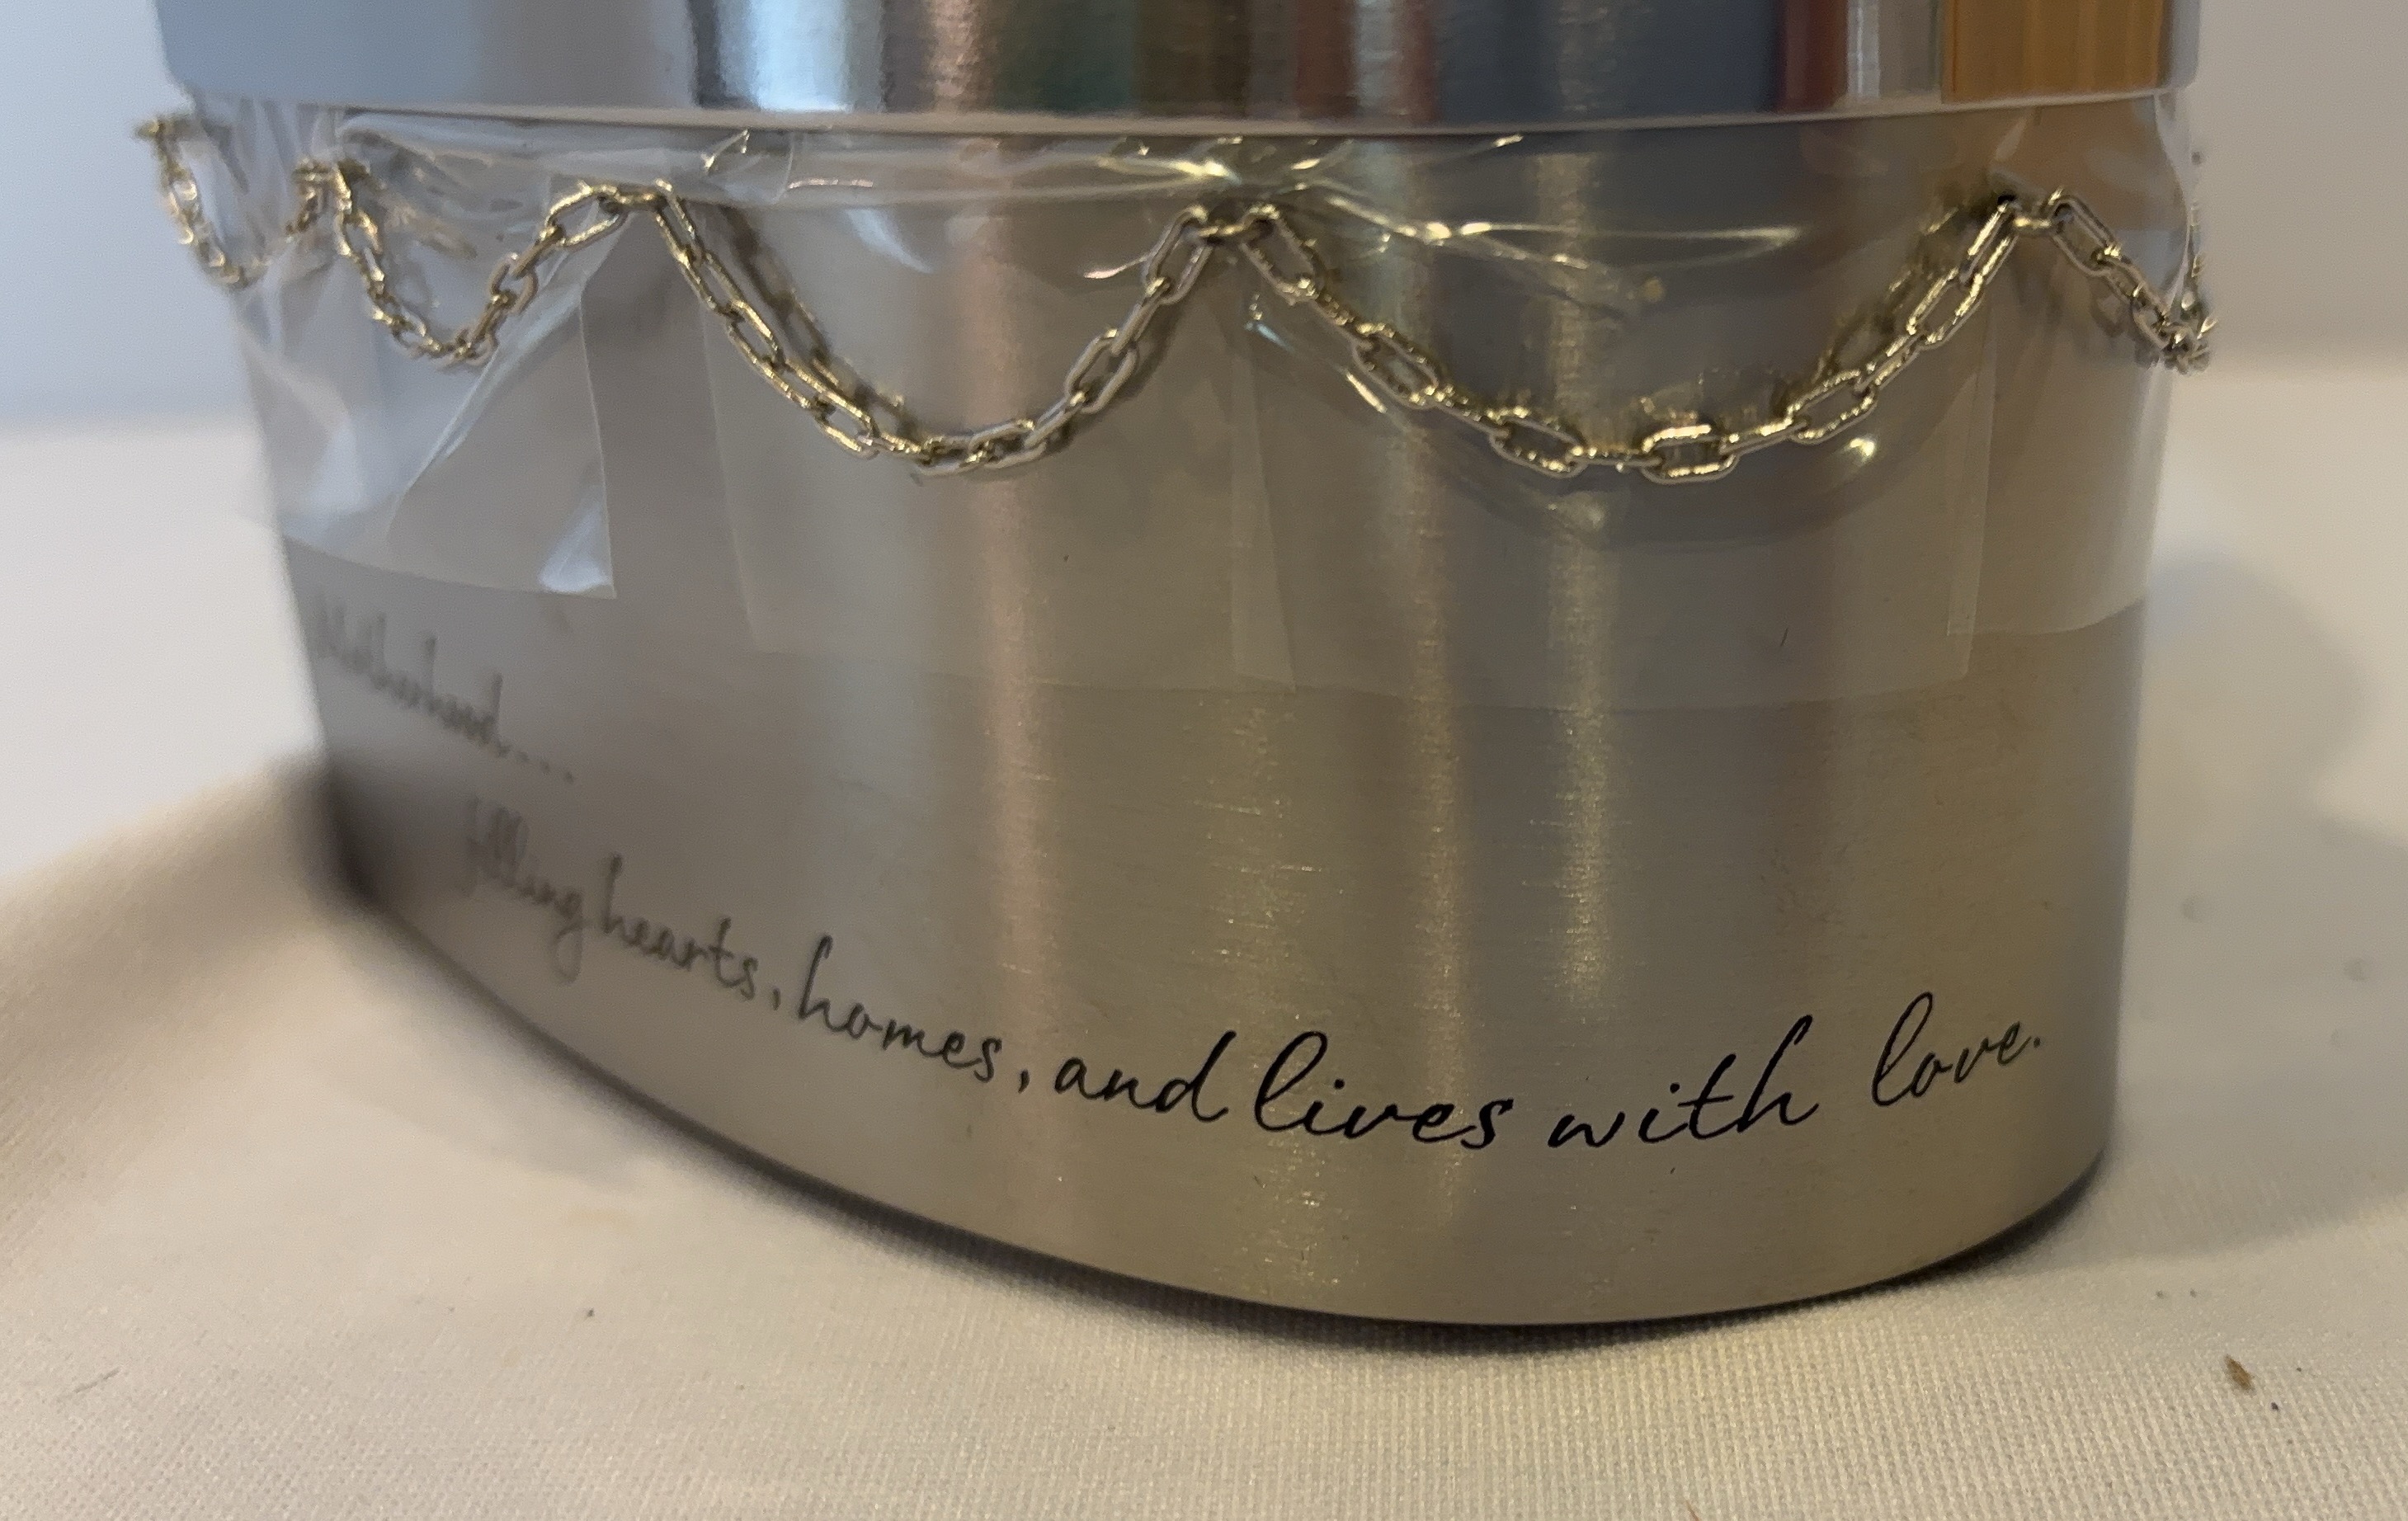 Motherhood....
filling hearts, homes, and lives with love.